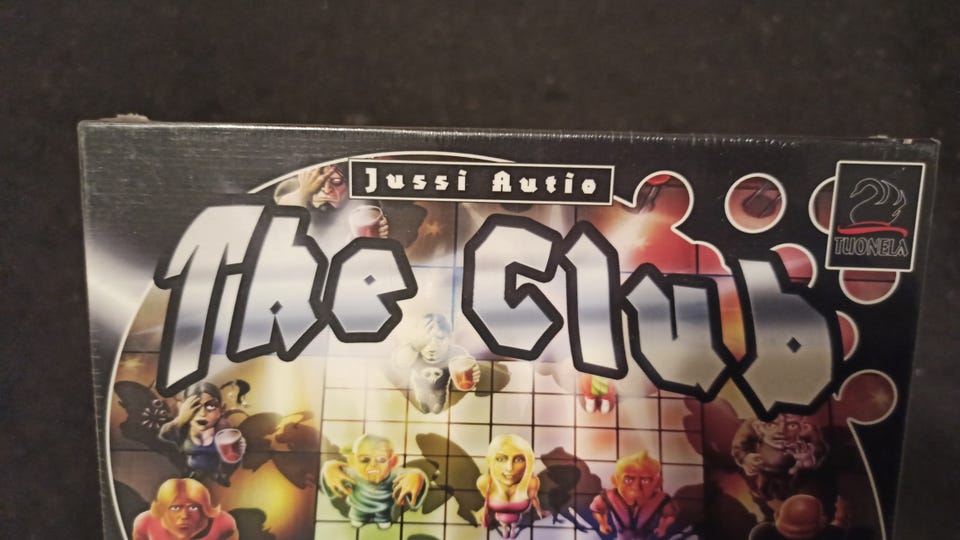 Jussi Autio
TUONELA
The Club